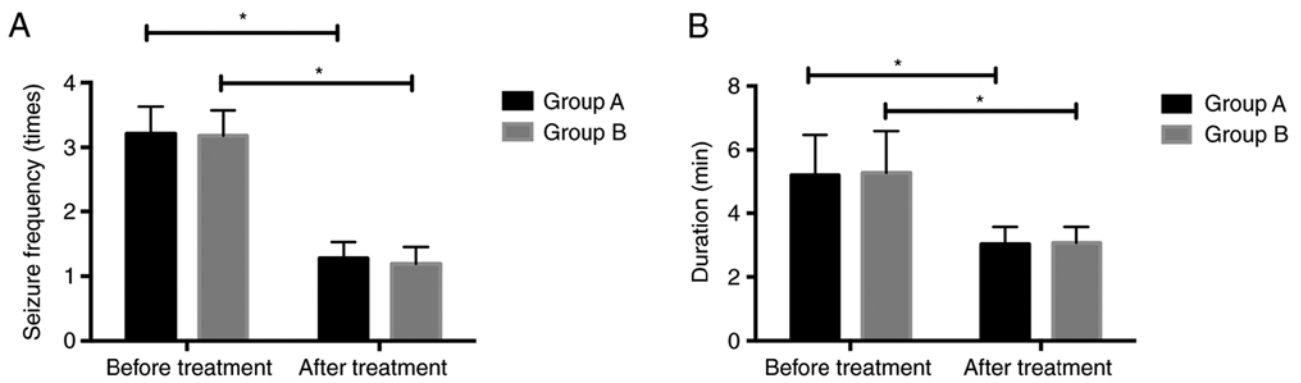 A
*
*
Seizure frequency (times)
4
3
2
1
0
Before treatment
After treatment
Group A
Group B
B
*
*
Duration (min)
8
6
4
2
0
Before treatment
After treatment
Group A
Group B